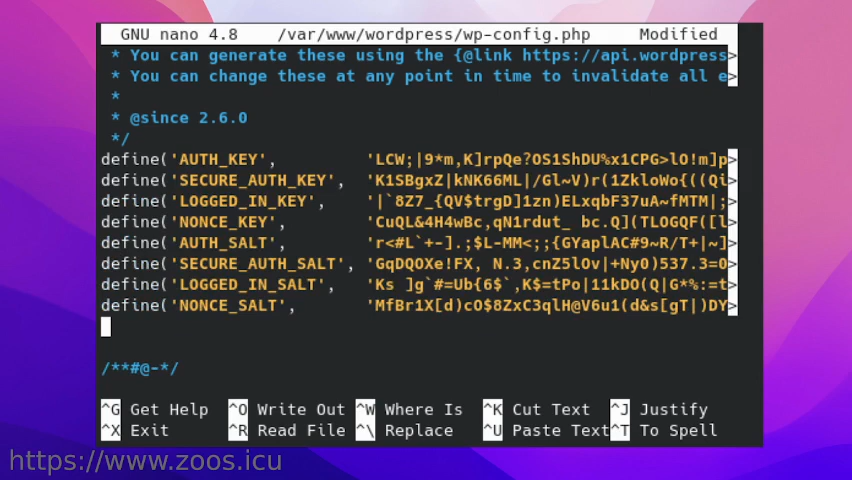 GNU nano 4.8 /var/www/wordpress/wp-config.php Modified
* You can generate these using the {@link https://api.wordpress>
* You can change these at any point in time to invalidate all e>
*
* @since 2.6.0
*/
define('AUTH_KEY', 'LCW;|9*m,K]rpQe?OS1ShDU%x1CPG>lO!m]p>
define('SECURE_AUTH_KEY', 'K1SBgxZ|kNK66ML|/Gl~V)r(1ZkloWo{((Qi
define('LOGGED_IN_KEY', '|`8Z7_{QV$trgD]1zn)ELxqbF37uA~fMTM|;>
define('NONCE_KEY', 'CuQL&4H4wBc,qN1rdut_ bc.Q](TLOGQF([l>
define('AUTH_SALT', 'r<#L`+-].;$L-MM<;;{GYaplAC#9~R/T+|~]>
define('SECURE_AUTH_SALT', 'GqDQOXe!FX, N.3,cnZ5lOv|+Ny0)537.3=0>
define('LOGGED_IN_SALT', 'Ks ]g`#=Ub{6$`,K$=tPo|11kDO(Q|G*%:=t>
define('NONCE_SALT', 'MfBr1X[d)cO$8ZxC3qlH@V6u1(d&s[gT|)DY>
/**#@-*/
^G Get Help ^O Write Out ^W Where Is ^K Cut Text ^J Justify
^X Exit ^R Read File ^\ Replace ^U Paste Text ^T To Spell
https://www.zoos.icu